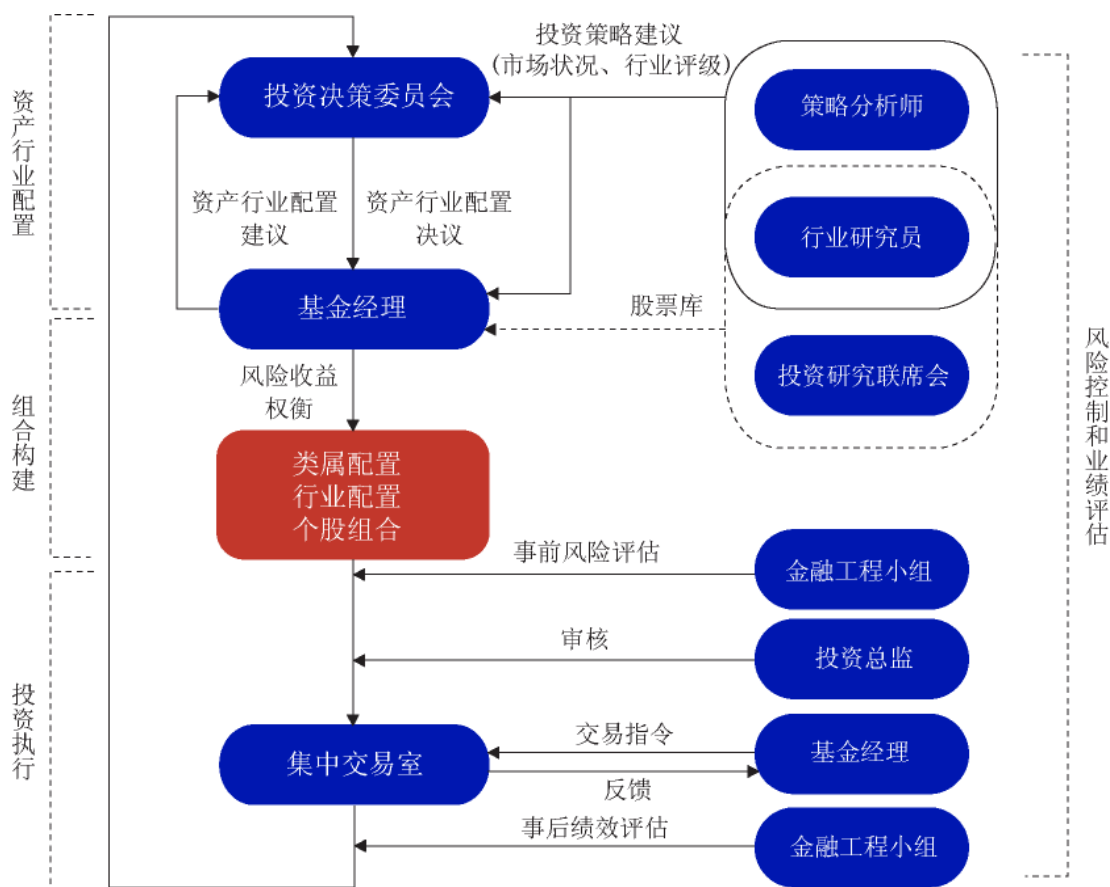 投资策略建议
(市场状况、行业评级)
投资决策委员会
策略分析师
资产行业配置
资产行业配置
建议
资产行业配置
决议
行业研究员
基金经理
股票库
投资研究联席会
风险收益
权衡
组合构建
类属配置
行业配置
个股组合
风险控制和业绩评估
事前风险评估
金融工程小组
审核
投资总监
投资执行
集中交易室
交易指令
反馈
基金经理
事后绩效评估
金融工程小组